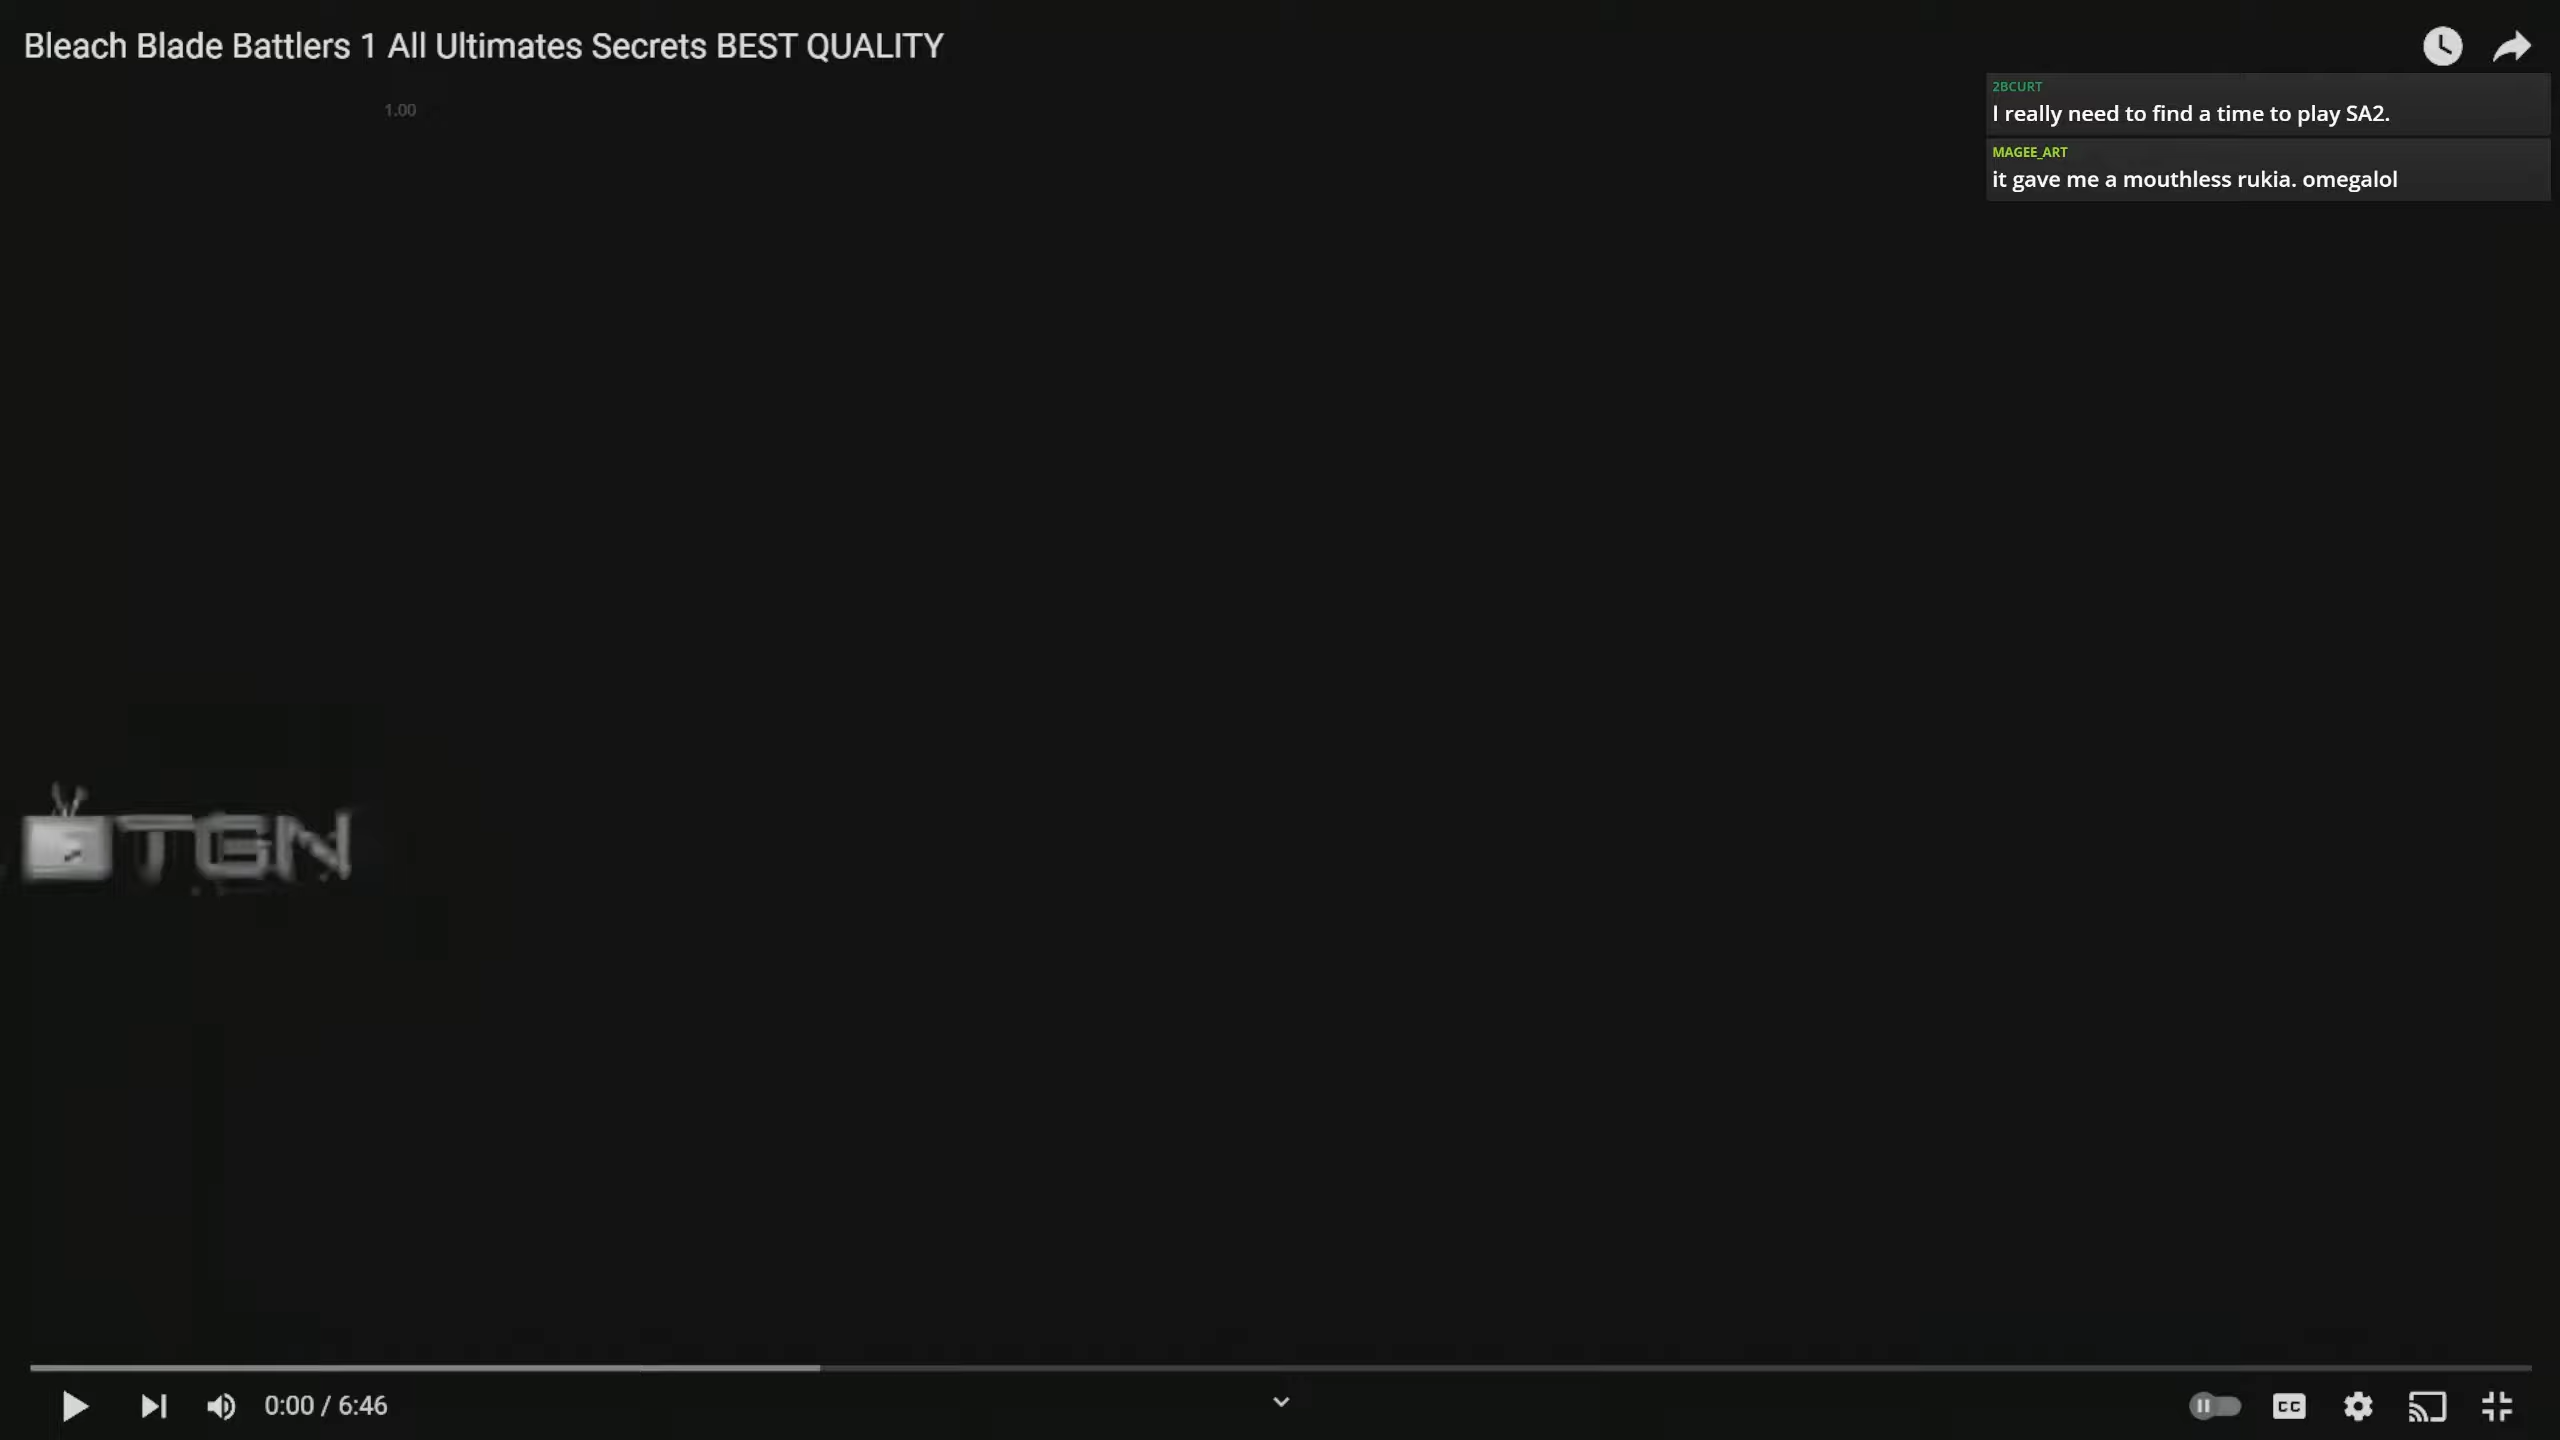 Bleach Blade Battlers 1 All Ultimates Secrets BEST QUALITY
1.00
2BCURT
I really need to find a time to play SA2.
MAGEE_ART
it gave me a mouthless rukia. omegalol
TGN
0:00 / 6:46
CC